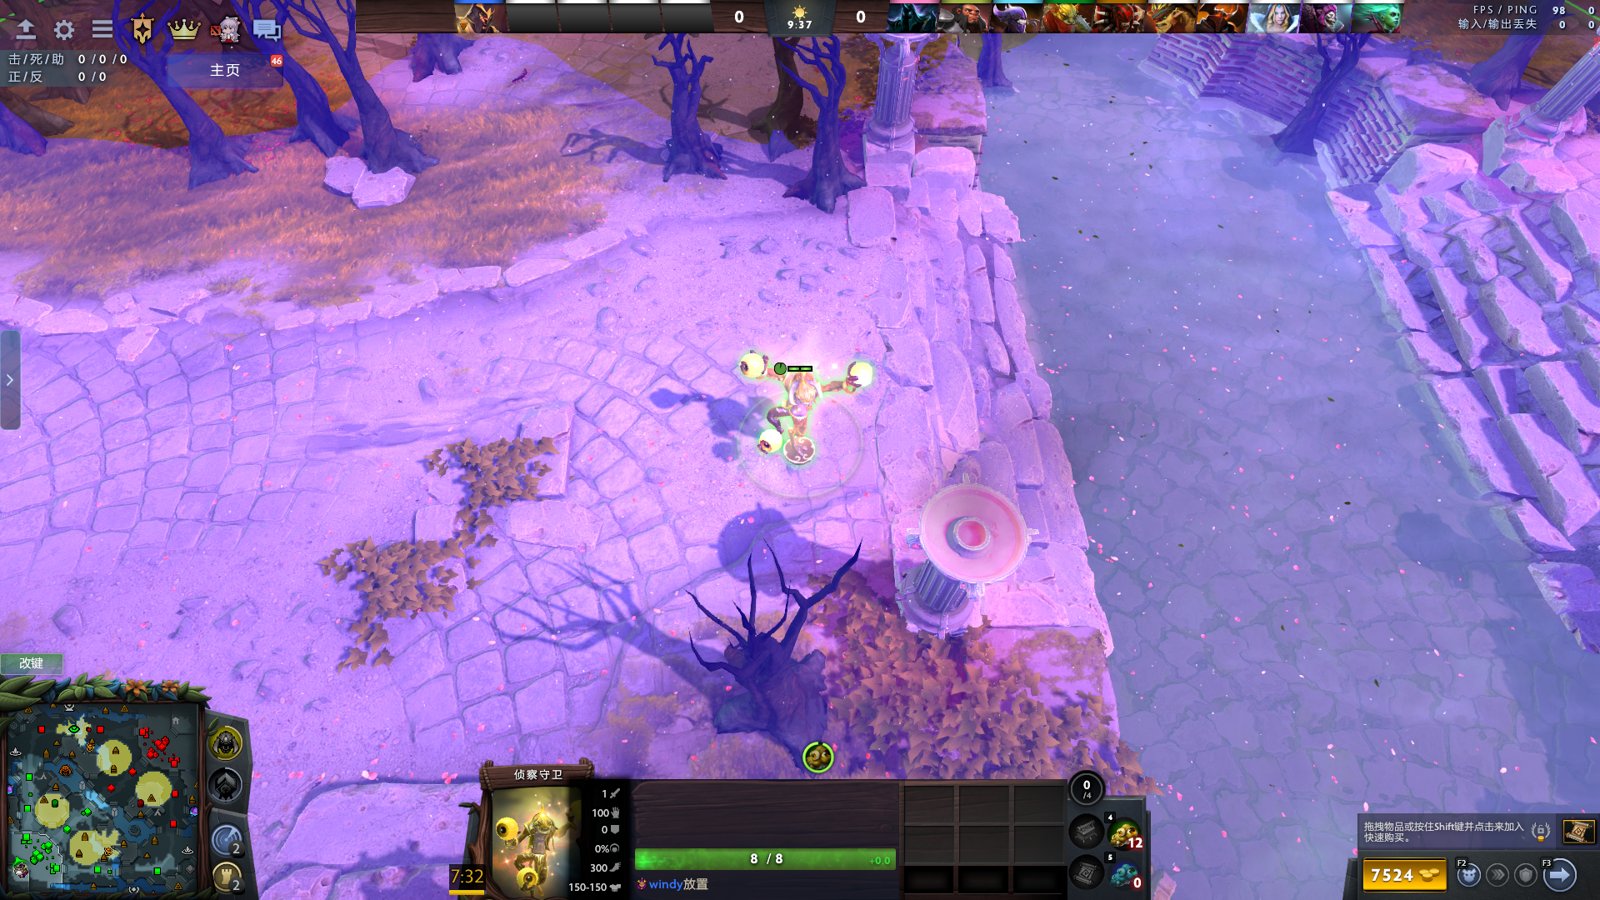 0
9:37
0
FPS / PING 98 0
输入/输出丢失 0 0
击/死/助 0 / 0 / 0
正/反 0 / 0
主页
46
改键
2
2
侦察守卫
1
100
0
0%
300
150-150
7:32
8 / 8
+0.0
windy放置
0
/4
4
12
5
0
拖拽物品或按住Shift键并点击来加入
快速购买。
7524
F2
F3